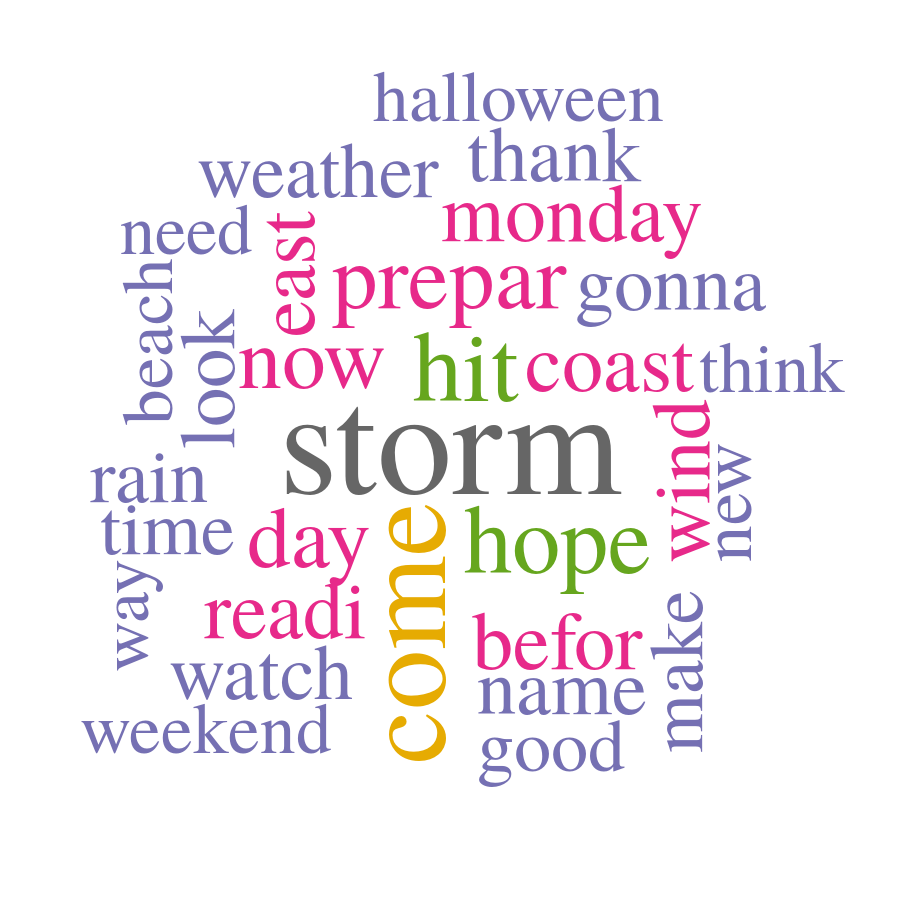 halloween
thank
weather
monday
need
east
prepar
gonna
beach
look
now
hit
coast
think
storm
wind
new
rain
time
day
come
hope
way
readi
befor
make
watch
name
weekend
good